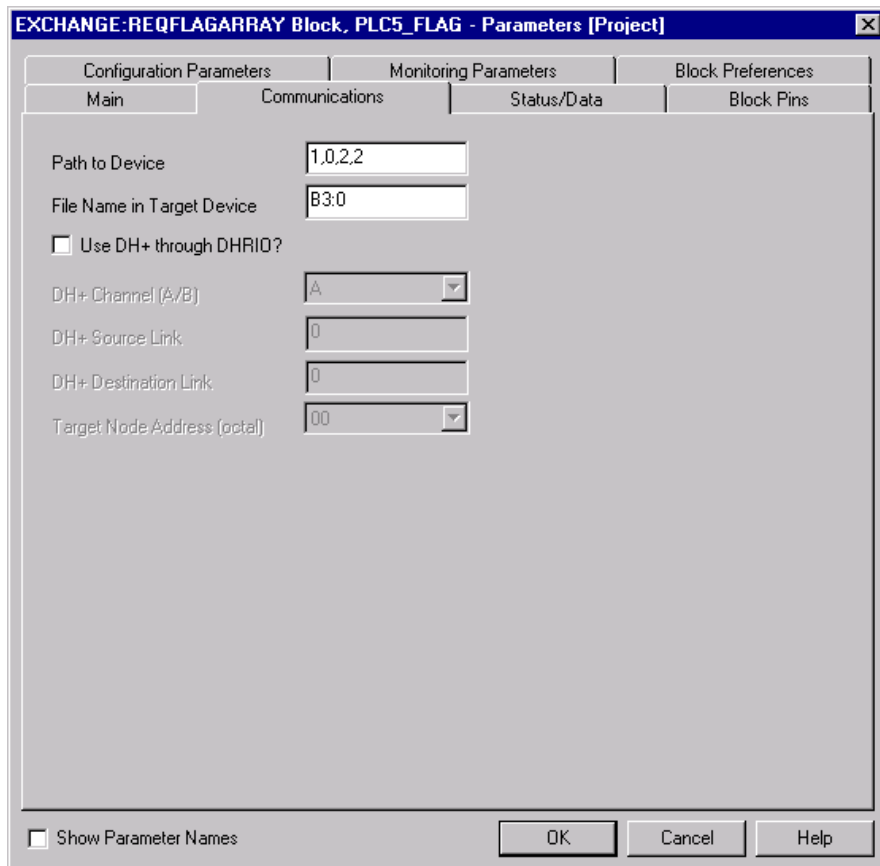 EXCHANGE:REQFLAGARRAY Block, PLC5_FLAG - Parameters [Project]
Configuration Parameters Monitoring Parameters Block Preferences
Main Communications Status/Data Block Pins
Path to Device 1,0,2,2
File Name in Target Device B3:0
Use DH+ through DHRIO?
DH+ Channel (A/B) A
DH+ Source Link 0
DH+ Destination Link 0
Target Node Address (octal) 00
Show Parameter Names OK Cancel Help